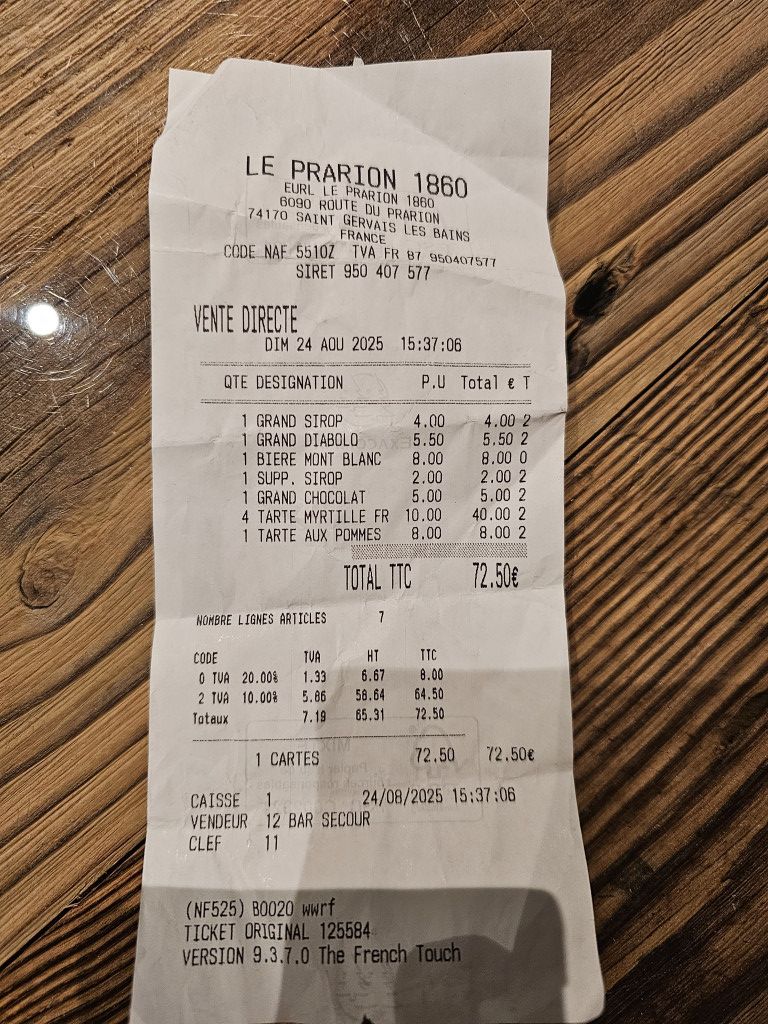 LE PRARION 1860
EURL LE PRARION 1860
6090 ROUTE DU PRARION
74170 SAINT GERVAIS LES BAINS
FRANCE
CODE NAF 5510Z TVA FR 87 950407577
SIRET 950 407 577
VENTE DIRECTE
DIM 24 AOU 2025 15:37:06
QTE DESIGNATION P.U Total € T
1 GRAND SIROP 4.00 4.00 2
1 GRAND DIABOLO 5.50 5.50 2
1 BIERE MONT BLANC 8.00 8.00 0
1 SUPP. SIROP 2.00 2.00 2
1 GRAND CHOCOLAT 5.00 5.00 2
4 TARTE MYRTILLE FR 10.00 40.00 2
1 TARTE AUX POMMES 8.00 8.00 2
TOTAL TTC 72.50€
NOMBRE LIGNES ARTICLES 7
CODE TVA HT TTC
0 TVA 20.00% 1.33 6.67 8.00
2 TVA 10.00% 5.86 58.64 64.50
Totaux 7.19 65.31 72.50
1 CARTES 72.50 72.50€
CAISSE 1 24/08/2025 15:37:06
VENDEUR 12 BAR SECOUR
CLEF 11
(NF525) B0020 wwrf
TICKET ORIGINAL 125584
VERSION 9.3.7.0 The French Touch